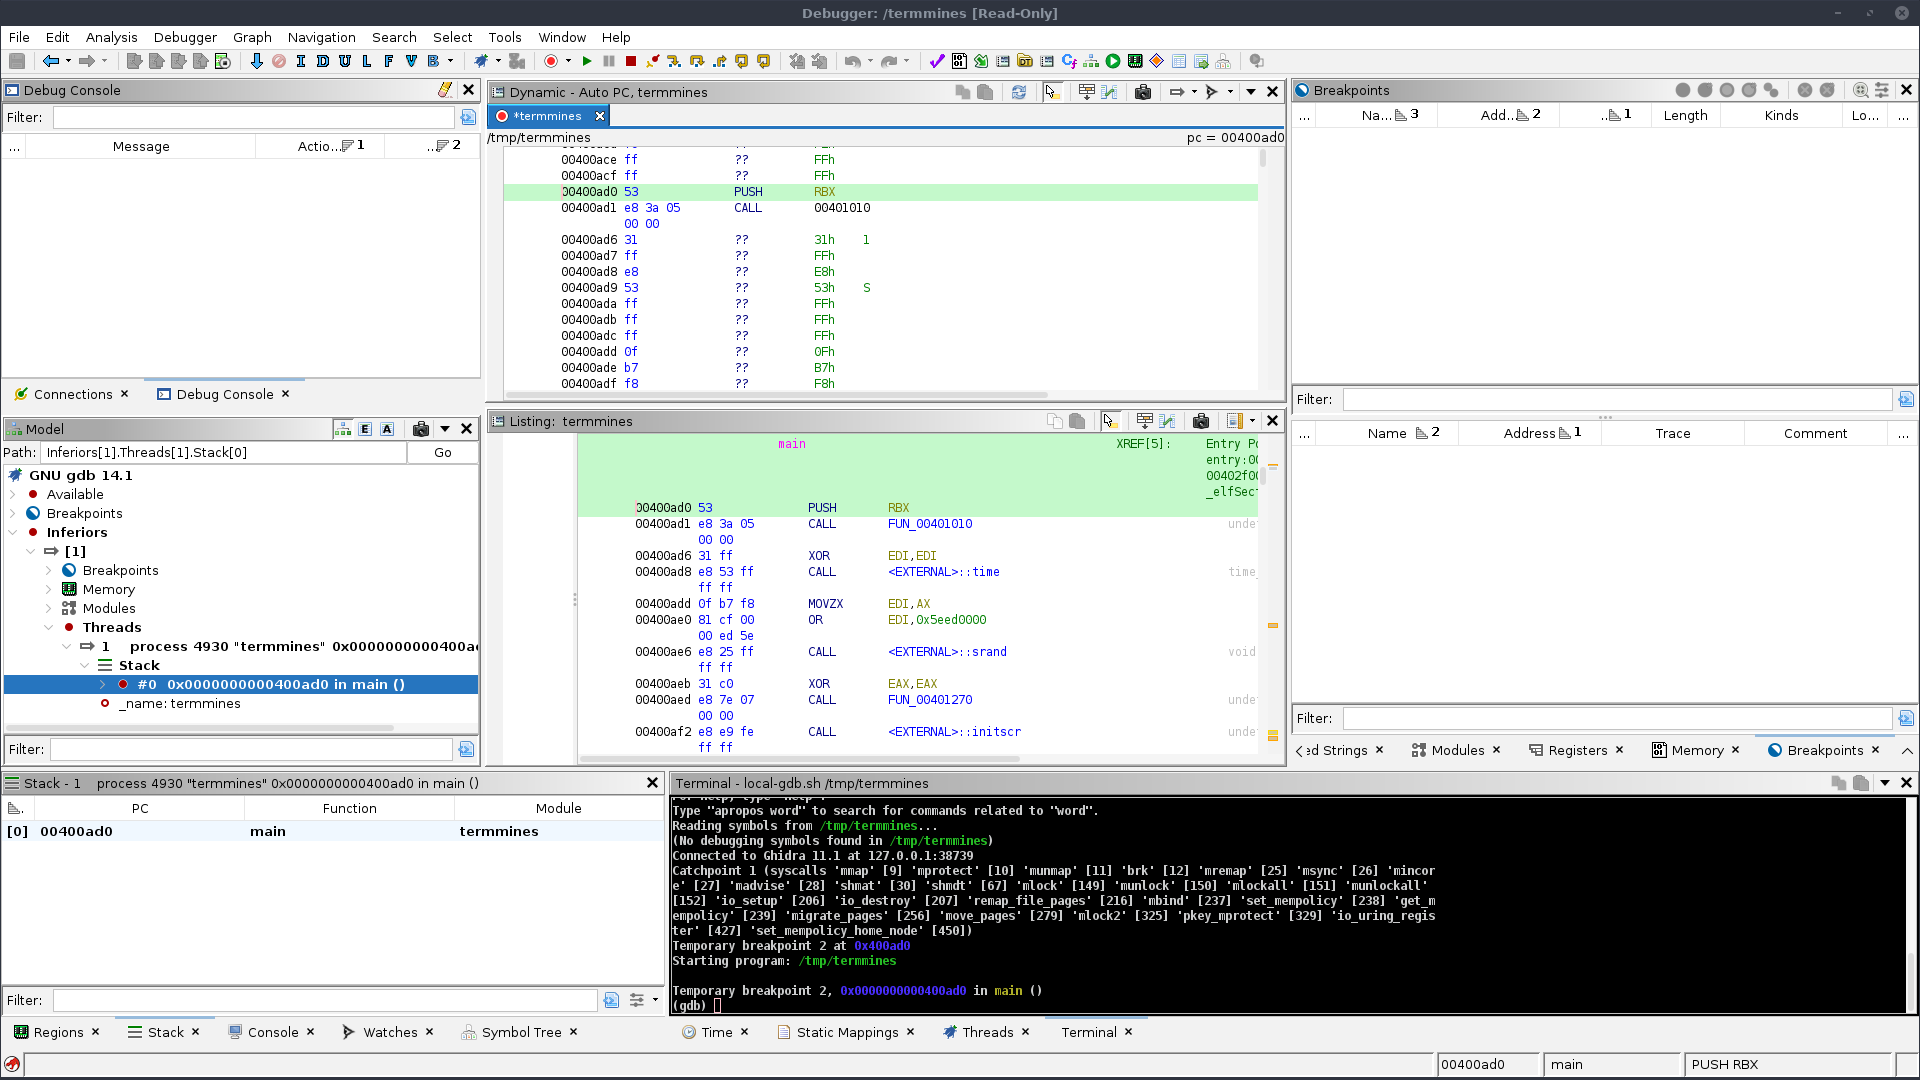 Debugger: /termmines [Read-Only]
File Edit Analysis Debugger Graph Navigation Search Select Tools Window Help
I D U L F V B
Debug Console
Filter:
... Message Actio... 1 ... 2
Connections Debug Console
Model
Path: Inferiors[1].Threads[1].Stack[0] Go
GNU gdb 14.1
Available
Breakpoints
Inferiors
[1]
Breakpoints
Memory
Modules
Threads
1 process 4930 "termmines" 0x0000000000400a
Stack
#0 0x0000000000400ad0 in main ()
_name: termmines
Filter:
Dynamic - Auto PC, termmines
*termmines
/tmp/termmines pc = 00400ad0
00400ace ff ?? FFh
00400acf ff ?? FFh
00400ad0 53 PUSH RBX
00400ad1 e8 3a 05 CALL 00401010
00 00
00400ad6 31 ?? 31h 1
00400ad7 ff ?? FFh
00400ad8 e8 ?? E8h
00400ad9 53 ?? 53h S
00400ada ff ?? FFh
00400adb ff ?? FFh
00400adc ff ?? FFh
00400add 0f ?? 0Fh
00400ade b7 ?? B7h
00400adf f8 ?? F8h
Listing: termmines
main XREF[5]: Entry Po
entry:00
00402f00
_elfSect
00400ad0 53 PUSH RBX
00400ad1 e8 3a 05 CALL FUN_00401010 unde
00 00
00400ad6 31 ff XOR EDI,EDI
00400ad8 e8 53 ff CALL <EXTERNAL>::time time_
ff ff
00400add 0f b7 f8 MOVZX EDI,AX
00400ae0 81 cf 00 OR EDI,0x5eed0000
00 ed 5e
00400ae6 e8 25 ff CALL <EXTERNAL>::srand void
ff ff
00400aeb 31 c0 XOR EAX,EAX
00400aed e8 7e 07 CALL FUN_00401270 unde
00 00
00400af2 e8 e9 fe CALL <EXTERNAL>::initscr unde
ff ff
Breakpoints
... Na... 3 Add... 2 ... 1 Length Kinds Lo... ...
Filter:
... Name 2 Address 1 Trace Comment ...
Filter:
ed Strings Modules Registers Memory Breakpoints
Stack - 1 process 4930 "termmines" 0x0000000000400ad0 in main ()
PC Function Module
[0] 00400ad0 main termmines
Filter:
Regions Stack Console Watches Symbol Tree
Terminal - local-gdb.sh /tmp/termmines
For help, type "help".
Type "apropos word" to search for commands related to "word".
Reading symbols from /tmp/termmines...
(No debugging symbols found in /tmp/termmines)
Connected to Ghidra 11.1 at 127.0.0.1:38739
Catchpoint 1 (syscalls 'mmap' [9] 'mprotect' [10] 'munmap' [11] 'brk' [12] 'mremap' [25] 'msync' [26] 'mincor
e' [27] 'madvise' [28] 'shmat' [30] 'shmdt' [67] 'mlock' [149] 'munlock' [150] 'mlockall' [151] 'munlockall'
[152] 'io_setup' [206] 'io_destroy' [207] 'remap_file_pages' [216] 'mbind' [237] 'set_mempolicy' [238] 'get_m
empolicy' [239] 'migrate_pages' [256] 'move_pages' [279] 'mlock2' [325] 'pkey_mprotect' [329] 'io_uring_regis
ter' [427] 'set_mempolicy_home_node' [450])
Temporary breakpoint 2 at 0x400ad0
Starting program: /tmp/termmines
Temporary breakpoint 2, 0x0000000000400ad0 in main ()
(gdb)
Time Static Mappings Threads Terminal
00400ad0 main PUSH RBX